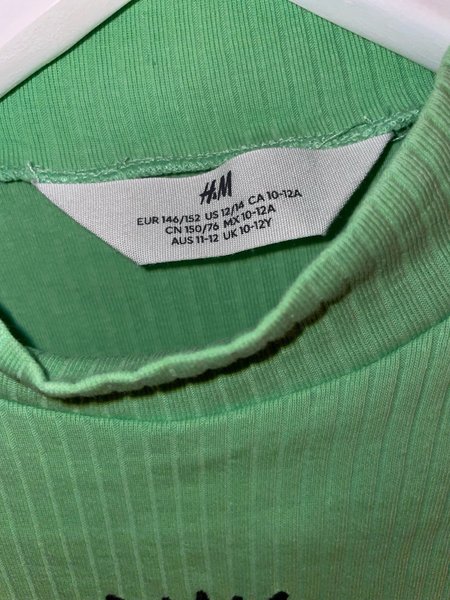 H&M
EUR 146/152 US 12/14 CA 10-12A
CN 150/76 MX 10-12A
AUS 11-12 UK 10-12Y